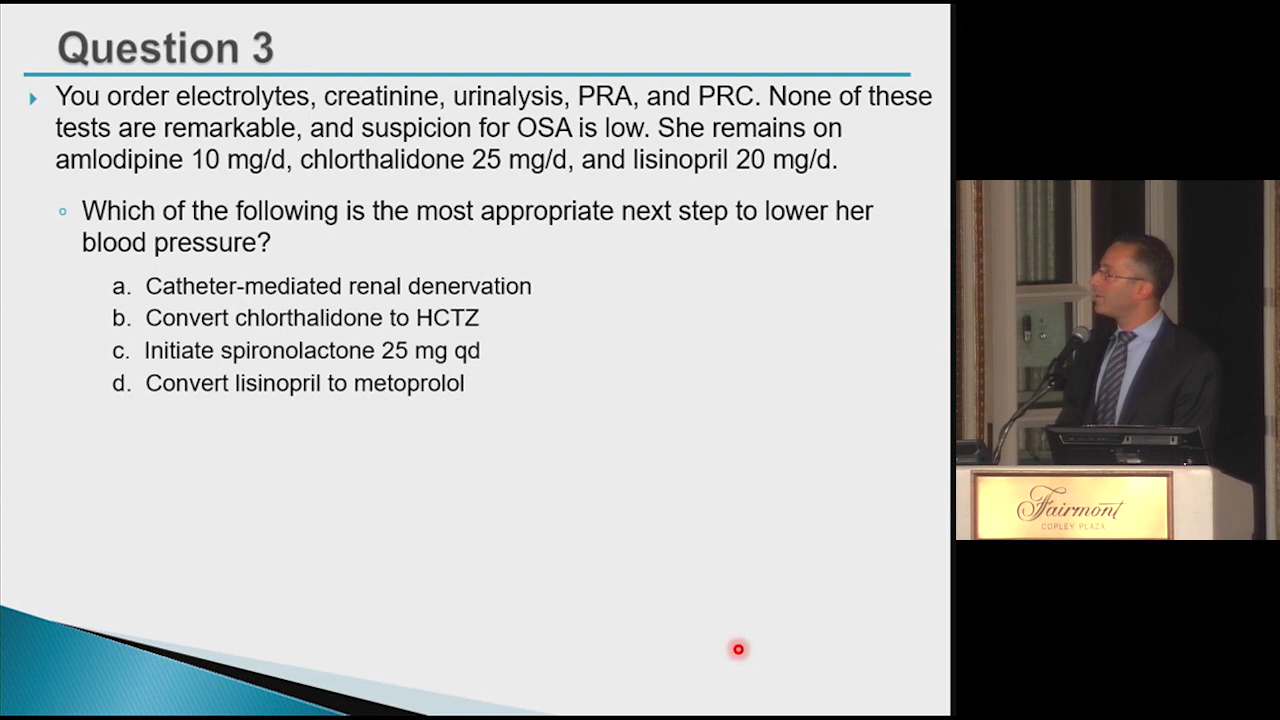 Question 3
You order electrolytes, creatinine, urinalysis, PRA, and PRC. None of these
tests are remarkable, and suspicion for OSA is low. She remains on
amlodipine 10 mg/d, chlorthalidone 25 mg/d, and lisinopril 20 mg/d.
Which of the following is the most appropriate next step to lower her
blood pressure?
a. Catheter-mediated renal denervation
b. Convert chlorthalidone to HCTZ
c. Initiate spironolactone 25 mg qd
d. Convert lisinopril to metoprolol
Fairmont
COPLEY PLAZA